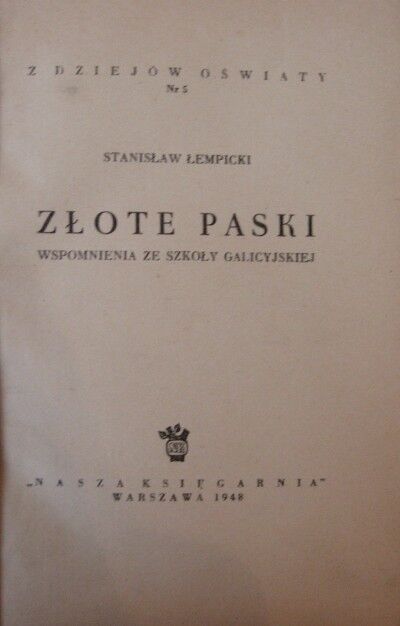 Z DZIEJÓW OŚWIATY
Nr 5
STANISŁAW ŁEMPICKI
ZŁOTE PASKI
WSPOMNIENIA ZE SZKOŁY GALICYJSKIEJ
„NASZA KSIĘGARNIA"
WARSZAWA 1948